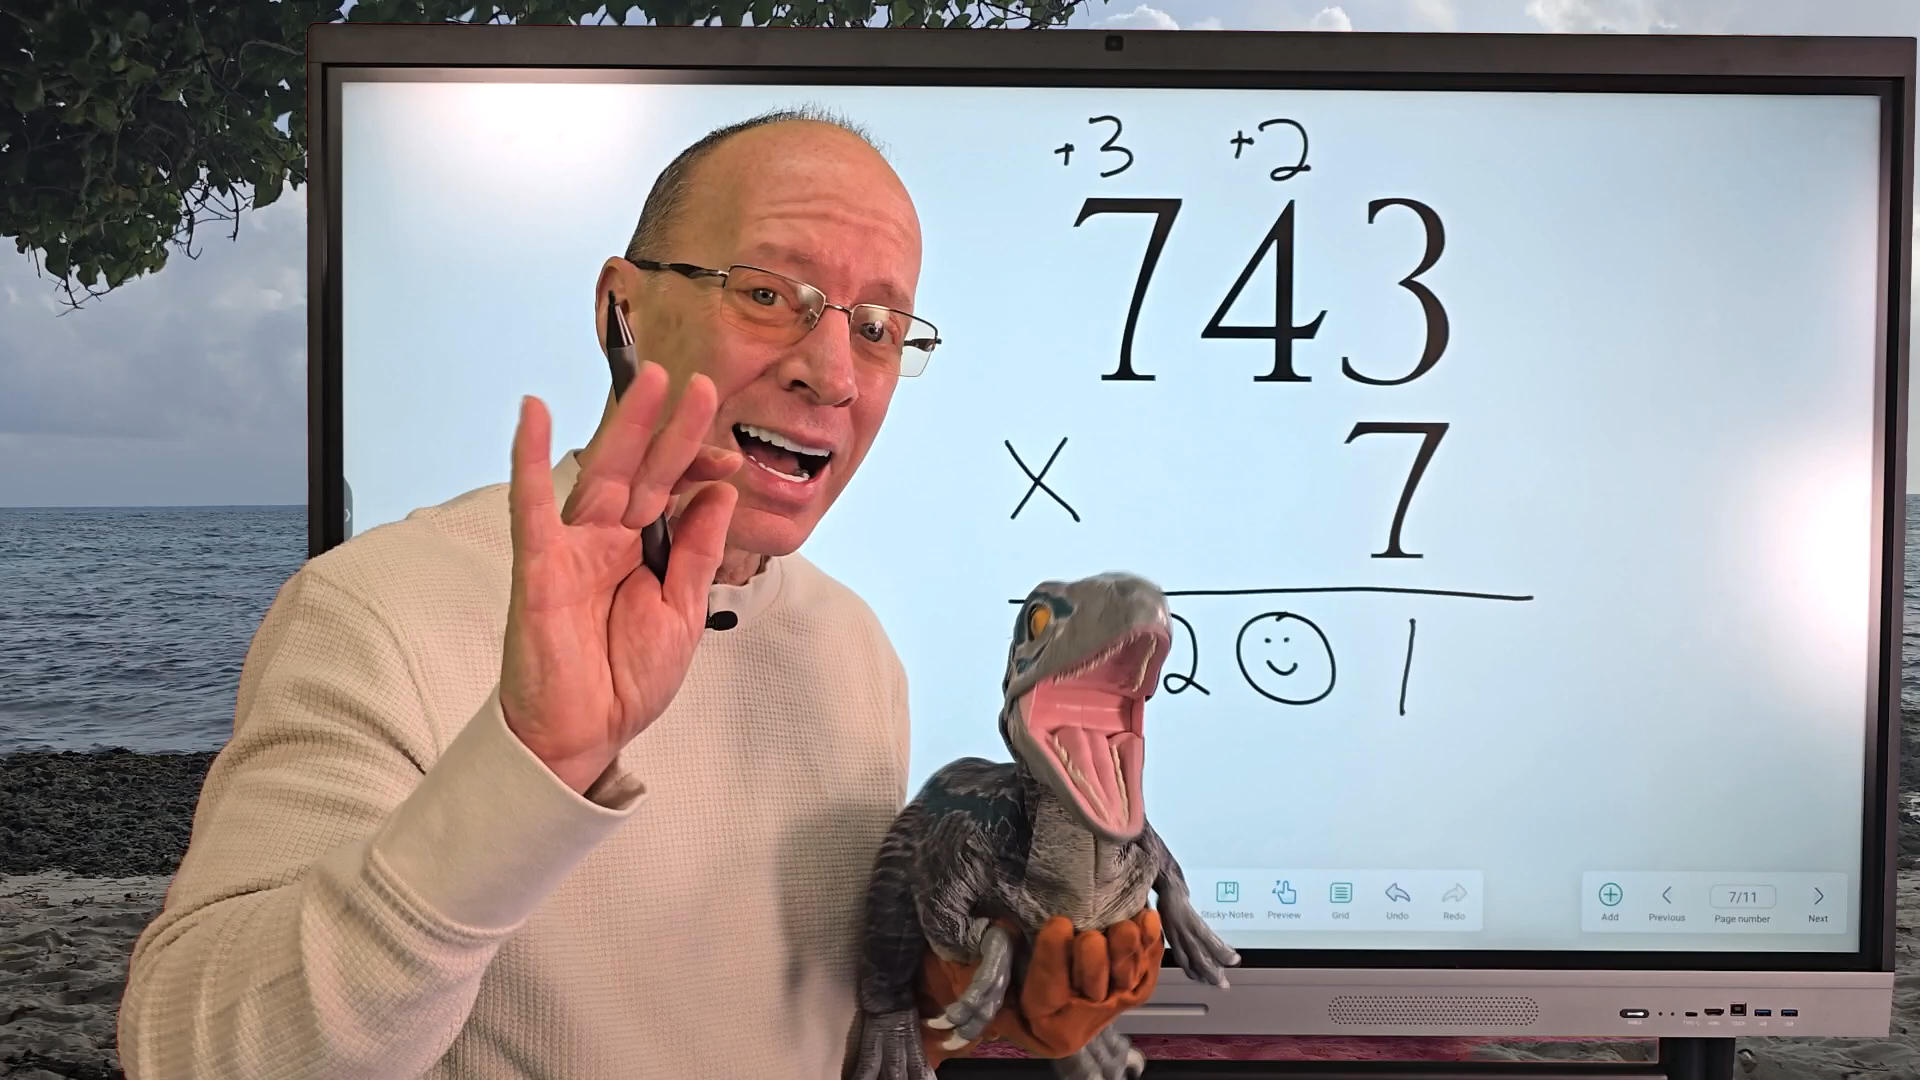 +3 +2
743
X 7
2 1
Sticky-Notes Preview Grid Undo Redo
Add Previous 7/11 Page number Next